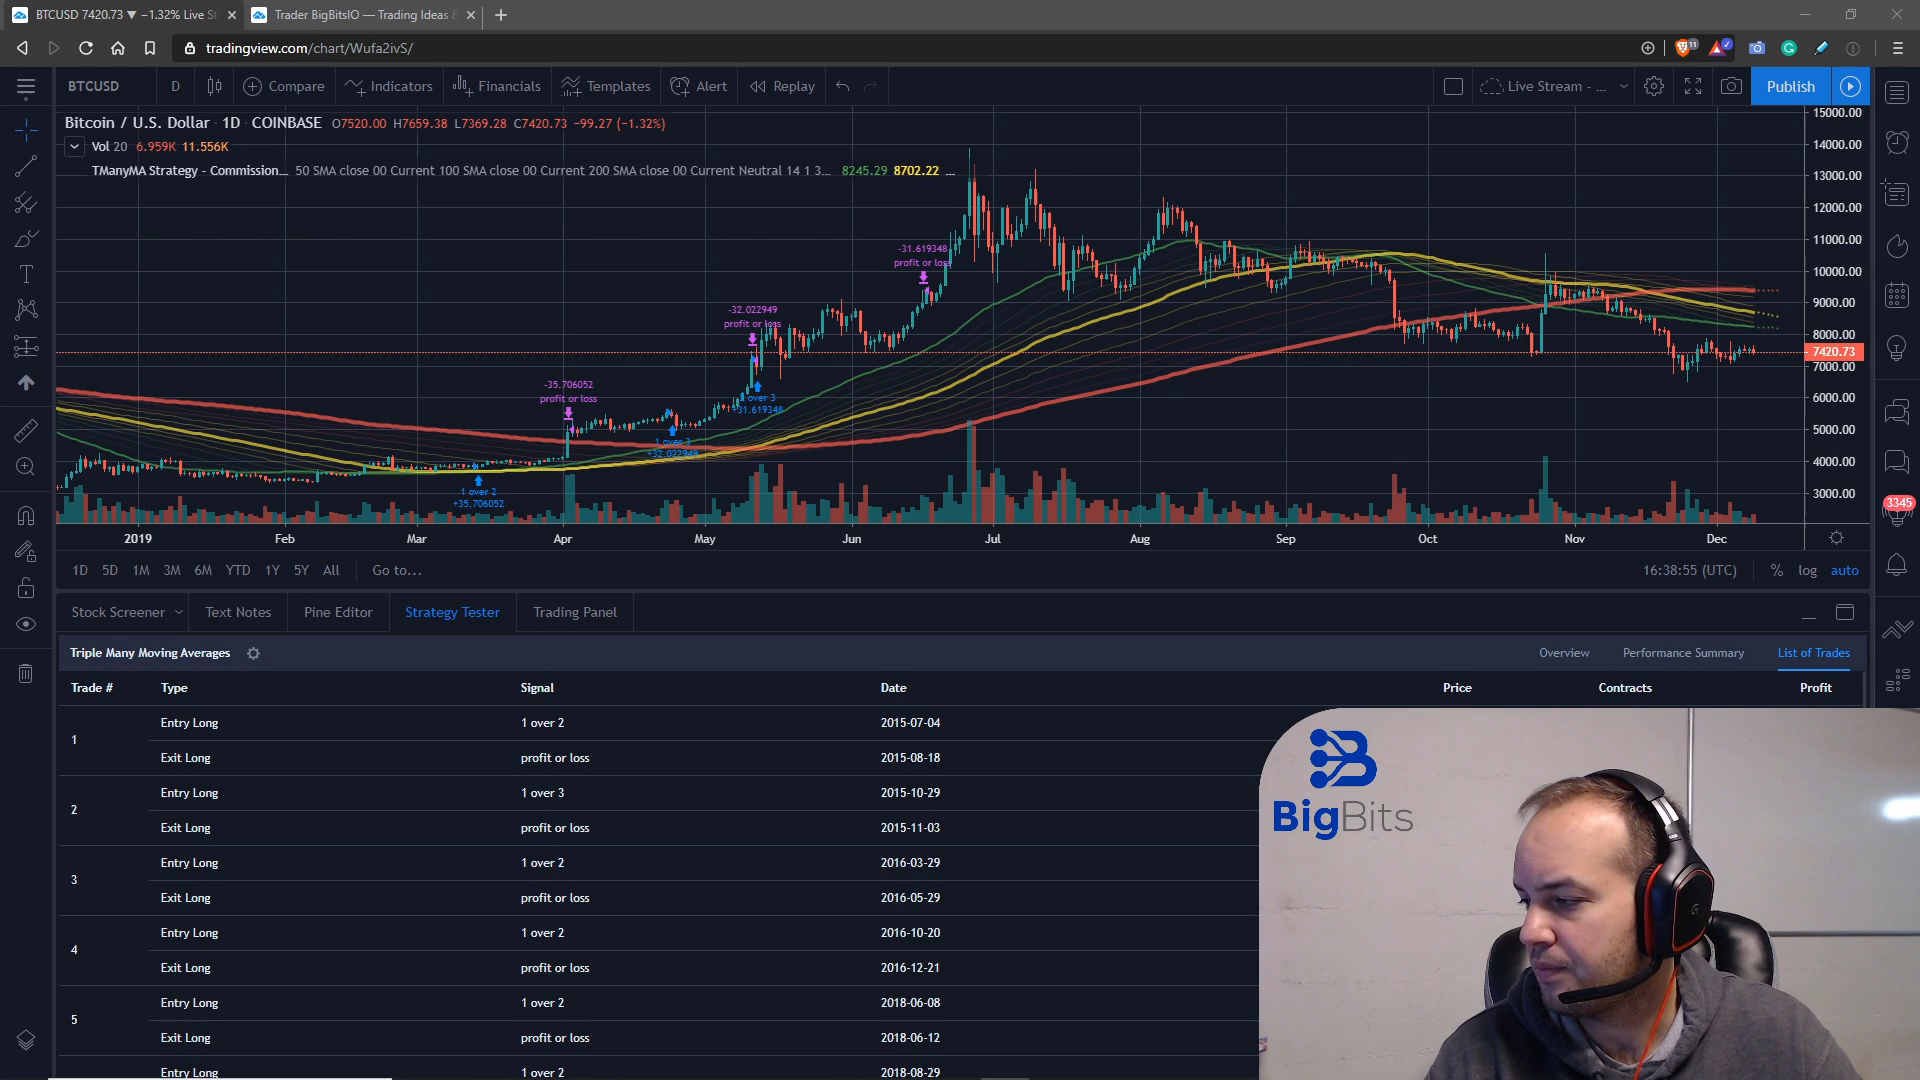 BTCUSD 7420.73 ▼ −1.32% Live St
Trader BigBitsIO — Trading Ideas &
tradingview.com/chart/Wufa2ivS/
11
BTCUSD
D
Compare
Indicators
Financials
Templates
Alert
Replay
Live Stream - ...
Publish
Bitcoin / U.S. Dollar · 1D · COINBASE O7520.00 H7659.38 L7369.28 C7420.73 −99.27 (−1.32%)
Vol 20 6.959K 11.556K
TManyMA Strategy - Commission... 50 SMA close 00 Current 100 SMA close 00 Current 200 SMA close 00 Current Neutral 14 1 3... 8245.29 8702.22 ...
15000.00
14000.00
13000.00
12000.00
11000.00
10000.00
9000.00
8000.00
7420.73
7000.00
6000.00
5000.00
4000.00
3000.00
-31.619348
profit or loss
-32.022949
profit or loss
-35.706052
profit or loss
1 over 3
+31.619348
1 over 3
+32.022949
1 over 2
+35.706052
2019 Feb Mar Apr May Jun Jul Aug Sep Oct Nov Dec
3345
1D 5D 1M 3M 6M YTD 1Y 5Y All Go to... 16:38:55 (UTC) % log auto
Stock Screener Text Notes Pine Editor Strategy Tester Trading Panel
Triple Many Moving Averages Overview Performance Summary List of Trades
Trade # Type Signal Date Price Contracts Profit
1
Entry Long 1 over 2 2015-07-04
Exit Long profit or loss 2015-08-18
2
Entry Long 1 over 3 2015-10-29
Exit Long profit or loss 2015-11-03
3
Entry Long 1 over 2 2016-03-29
Exit Long profit or loss 2016-05-29
4
Entry Long 1 over 2 2016-10-20
Exit Long profit or loss 2016-12-21
5
Entry Long 1 over 2 2018-06-08
Exit Long profit or loss 2018-06-12
Entry Long 1 over 2 2018-08-29
BigBits